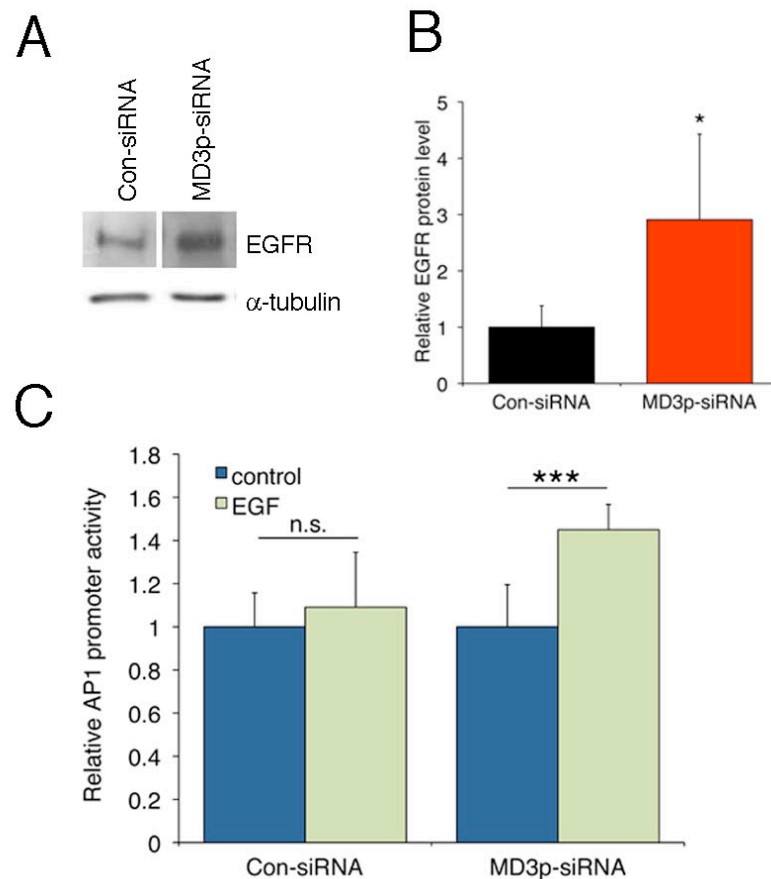 A
Con-siRNA
MD3p-siRNA
EGFR
α-tubulin
B
Relative EGFR protein level
5
4
3
2
1
0
*
Con-siRNA
MD3p-siRNA
C
Relative AP1 promoter activity
1.8
1.6
1.4
1.2
1
0.8
0.6
0.4
0.2
0
control
EGF
n.s.
***
Con-siRNA
MD3p-siRNA